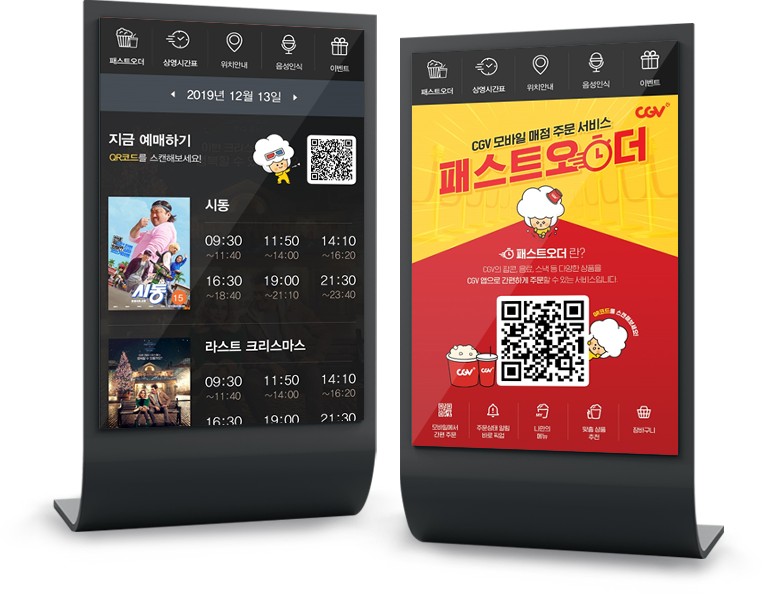 패스트오더
상영시간표
위치안내
음성인식
이벤트
2019년 12월 13일
지금 예매하기
QR코드를 스캔해보세요!
시동
09:30
~11:40
11:50
~14:00
14:10
~16:20
16:30
~18:40
19:00
~21:10
21:30
~23:40
시동
15
라스트 크리스마스
09:30
~11:40
11:50
~14:00
14:10
~16:20
16:30
19:00
21:30
패스트오더
상영시간표
위치안내
음성인식
이벤트
CGV
CGV 모바일 매점 주문 서비스
패스트오더
패스트오더 란?
CGV의 팝콘, 음료, 스낵 등 다양한 상품을
CGV 앱으로 간편하게 주문할 수 있는 서비스입니다!
QR코드를 스캔해보세요!
CGV
CGV
모바일에서
간편 주문
주문상태 알림
바로 픽업
나만의
메뉴
맞춤 상품
추천
장바구니